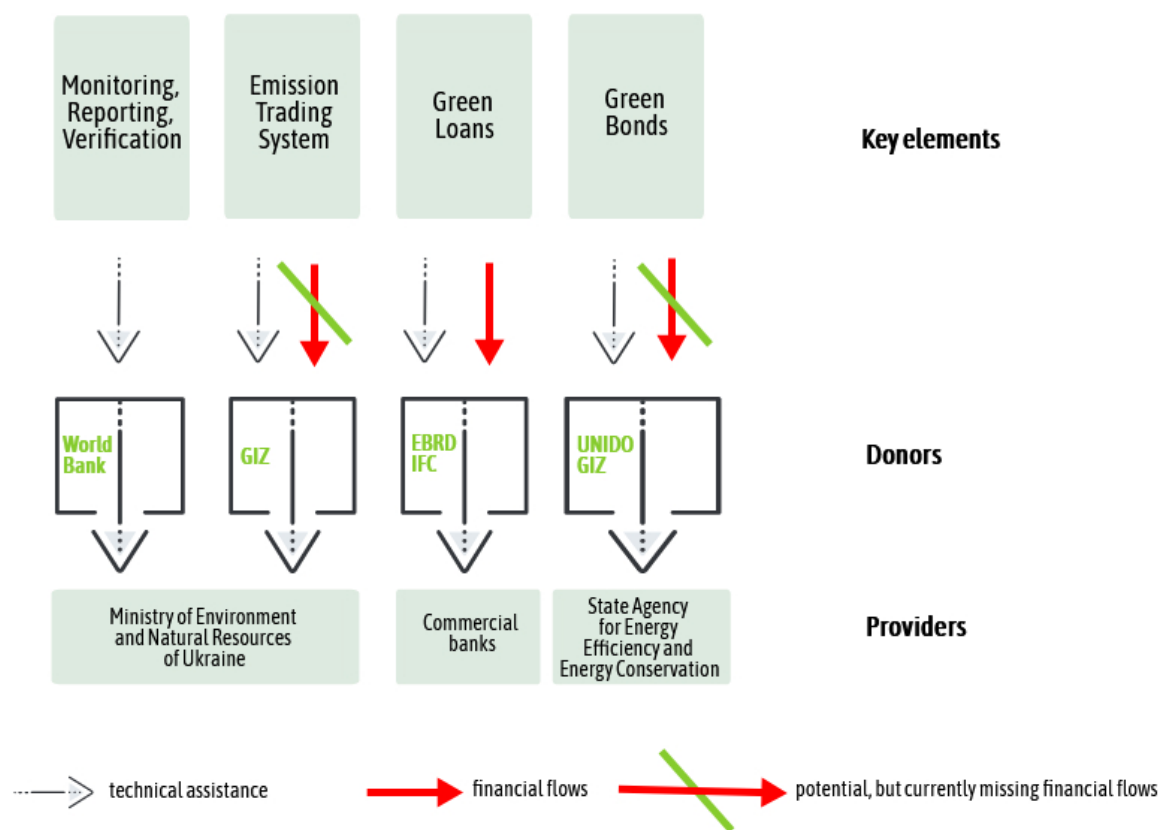 Monitoring,
Reporting,
Verification
Emission
Trading
System
Green
Loans
Green
Bonds
Key elements
World
Bank
GIZ
EBRD
IFC
UNIDO
GIZ
Donors
Ministry of Environment
and Natural Resources
of Ukraine
Commercial
banks
State Agency
for Energy
Efficiency and
Energy Conservation
Providers
technical assistance
financial flows
potential, but currently missing financial flows